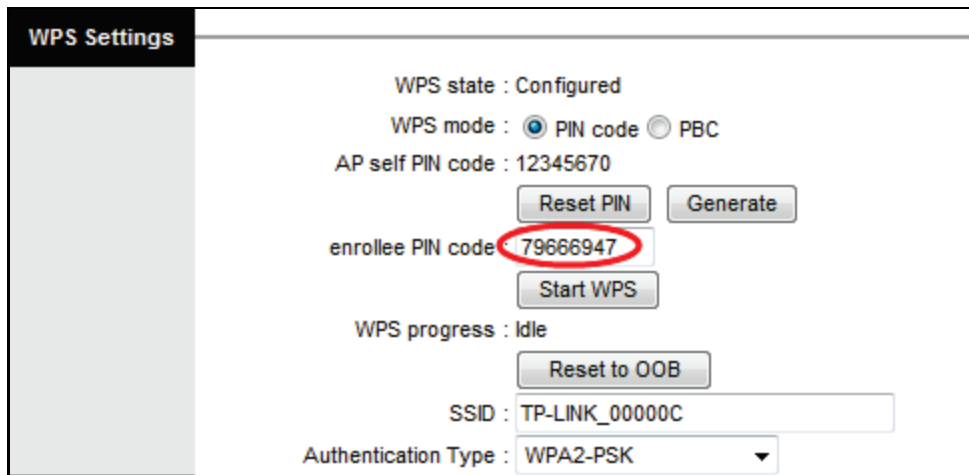 WPS Settings
WPS state : Configured
WPS mode : PIN code PBC
AP self PIN code : 12345670
Reset PIN Generate
enrollee PIN code : 79666947
Start WPS
WPS progress : Idle
Reset to OOB
SSID : TP-LINK_00000C
Authentication Type : WPA2-PSK